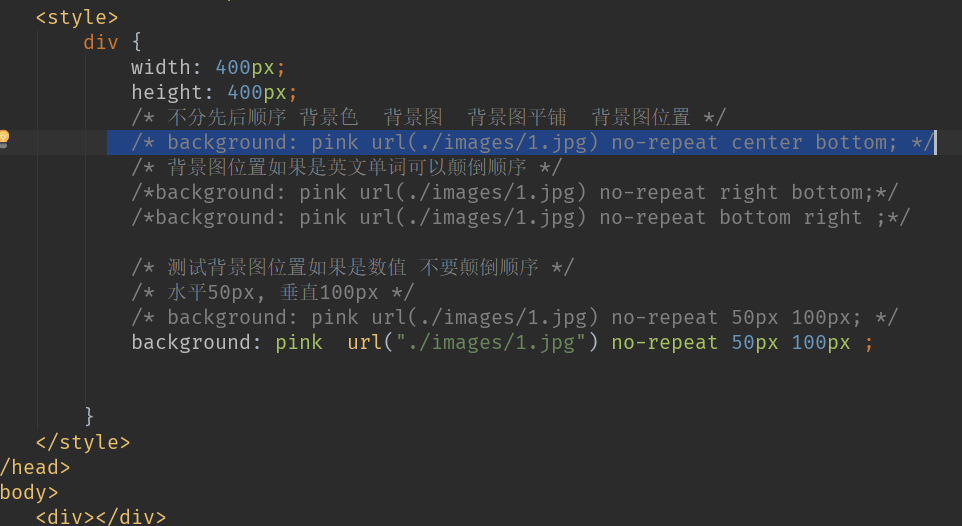 <style>
div {
width: 400px;
height: 400px;
/* 不分先后顺序 背景色  背景图  背景图平铺  背景图位置 */
/* background: pink url(./images/1.jpg) no-repeat center bottom; */
/* 背景图位置如果是英文单词可以颠倒顺序 */
/*background: pink url(./images/1.jpg) no-repeat right bottom;*/
/*background: pink url(./images/1.jpg) no-repeat bottom right ;*/
/* 测试背景图位置如果是数值 不要颠倒顺序 */
/* 水平50px, 垂直100px */
/* background: pink url(./images/1.jpg) no-repeat 50px 100px; */
background: pink  url("./images/1.jpg") no-repeat 50px 100px ;
}
</style>
/head>
body>
<div></div>